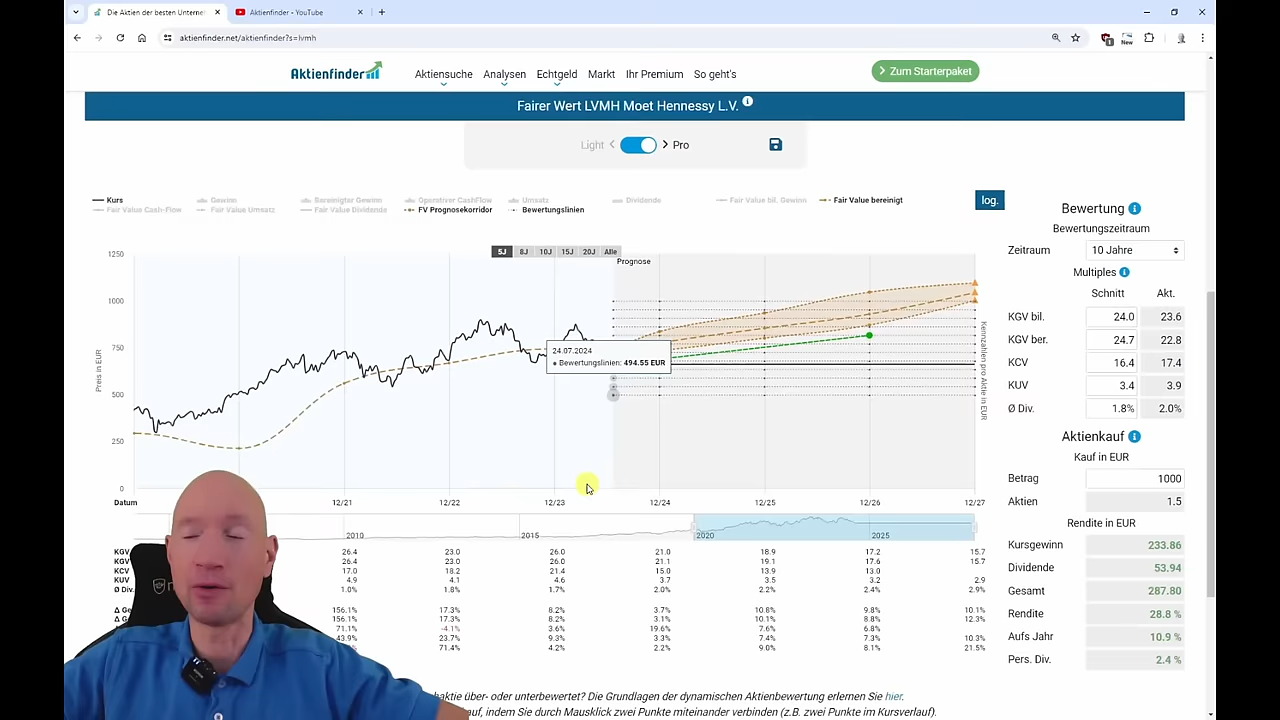 Die Aktien der besten Unterne
Aktienfinder - YouTube
aktienfinder.net/aktienfinder?s=lvmh
New
Aktienfinder
Aktiensuche Analysen Echtgeld Markt Ihr Premium So geht's
Zum Starterpaket
Fairer Wert LVMH Moet Hennessy L.V.
Light < > Pro
Kurs Gewinn Bereinigter Gewinn Operativer CashFlow Umsatz Dividende Fair Value bil. Gewinn Fair Value bereinigt
Fair Value Cash-Flow Fair Value Umsatz Fair Value Dividende FV Prognosekorridor Bewertungslinien
log.
5J 8J 10J 15J 20J Alle
Prognose
1250
1000
750
500
250
0
Preis in EUR
Kennzahlen pro Aktie in EUR
24.07.2024
Bewertungslinien: 494.55 EUR
Datum 12/21 12/22 12/23 12/24 12/25 12/26 12/27
2010 2015 2020 2025
KGV 26.4 23.0 26.0 21.0 18.9 17.2 15.7
KGV 26.4 23.0 26.0 21.1 19.1 17.6 15.7
KCV 17.0 18.2 21.4 15.0 13.9
KUV 4.9 4.1 4.6 3.7 3.5 3.2 2.9
Ø Div. 1.0% 1.8% 1.7% 2.0% 2.2% 2.4% 2.9%
Δ Ge 156.1% 17.3% 8.2% 3.7% 10.8% 9.8% 10.1%
156.1% 17.3% 8.2% 3.1% 10.1% 8.8% 12.3%
71.1% -4.1% 3.6% 19.6% 7.6% 6.8%
43.9% 23.7% 9.3% 3.3% 7.4% 7.3% 10.3%
71.4% 4.2% 2.2% 9.0% 8.1% 21.5%
Bewertung
Bewertungszeitraum
Zeitraum 10 Jahre
Multiples
Schnitt Akt.
KGV bil. 24.0 23.6
KGV ber. 24.7 22.8
KCV 16.4 17.4
KUV 3.4 3.9
Ø Div. 1.8% 2.0%
Aktienkauf
Kauf in EUR
Betrag 1000
Aktien 1.5
Rendite in EUR
Kursgewinn 233.86
Dividende 53.94
Gesamt 287.80
Rendite 28.8 %
Aufs Jahr 10.9 %
Pers. Div. 2.4 %
haktie über- oder unterbewertet? Die Grundlagen der dynamischen Aktienbewertung erlernen Sie hier.
auf, indem Sie durch Mausklick zwei Punkte miteinander verbinden (z.B. zwei Punkte im Kursverlauf).